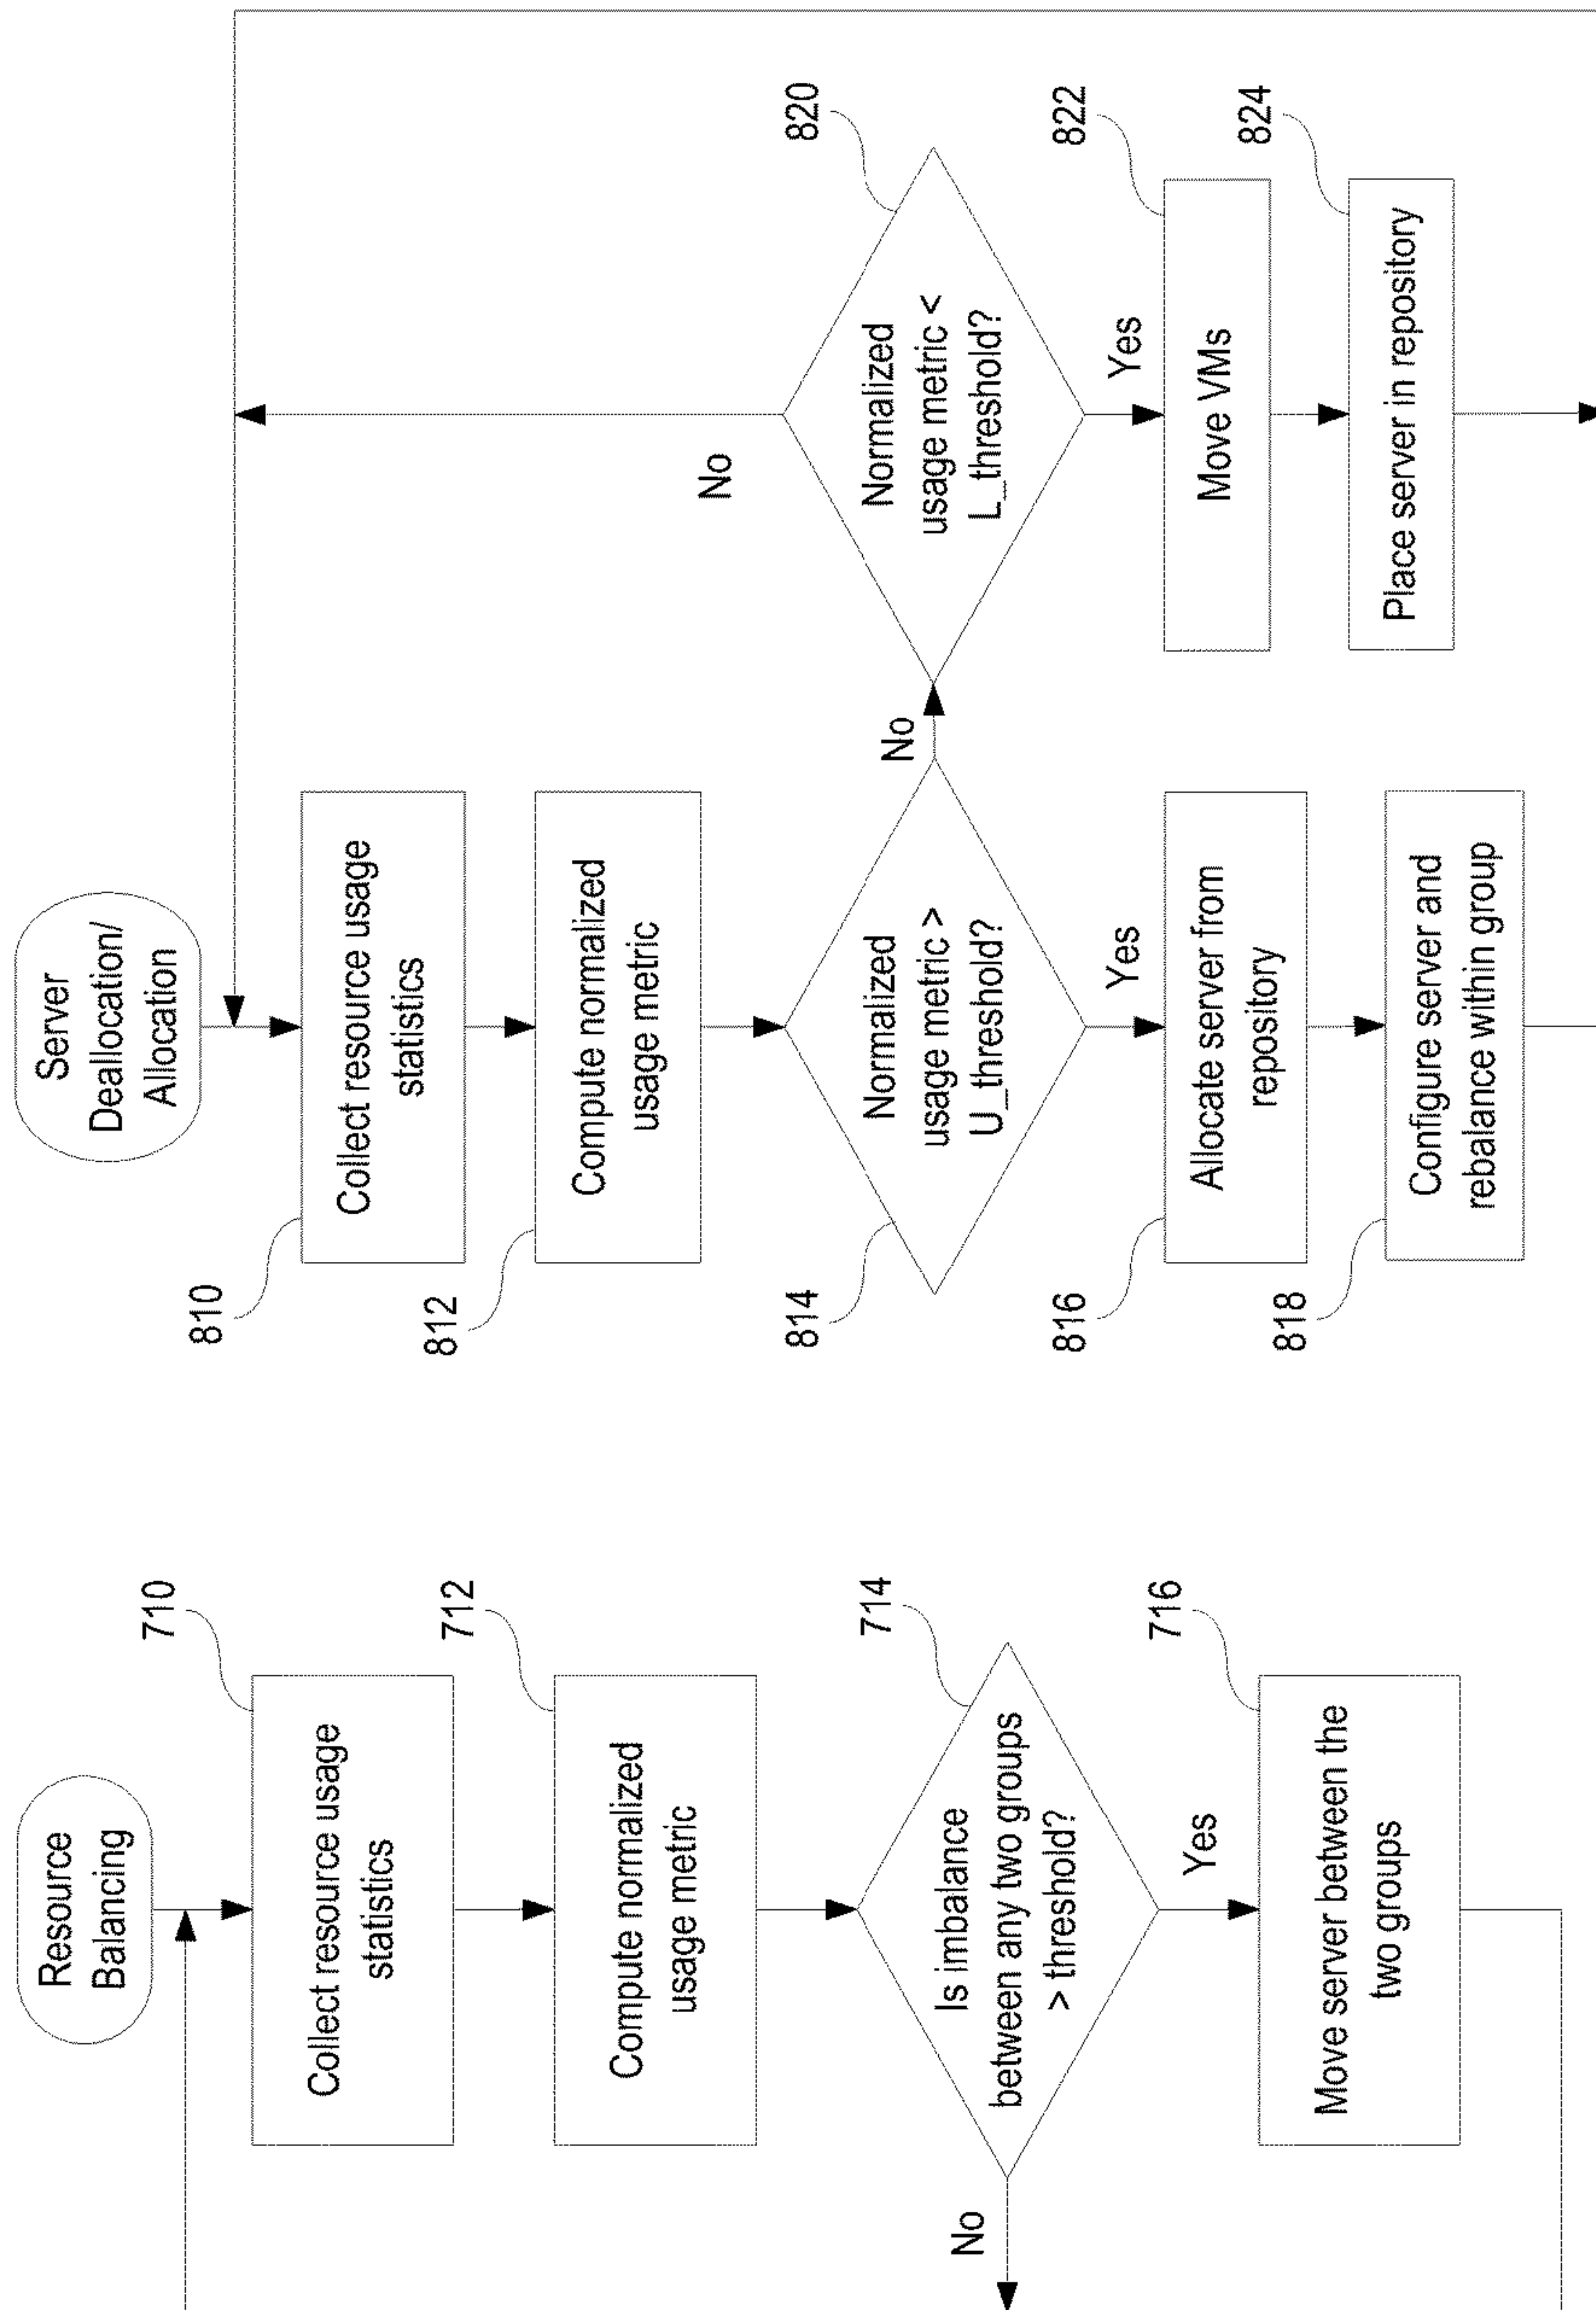 Resource
Balancing
710
Collect resource usage
statistics
712
Compute normalized
usage metric
714
Is imbalance
between any two groups
> threshold?
No
Yes
716
Move server between the
two groups
Server
Deallocation/
Allocation
810
Collect resource usage
statistics
812
Compute normalized
usage metric
814
Normalized
usage metric >
U_threshold?
No
Yes
816
Allocate server from
repository
818
Configure server and
rebalance within group
820
Normalized
usage metric <
L_threshold?
No
Yes
822
Move VMs
824
Place server in repository